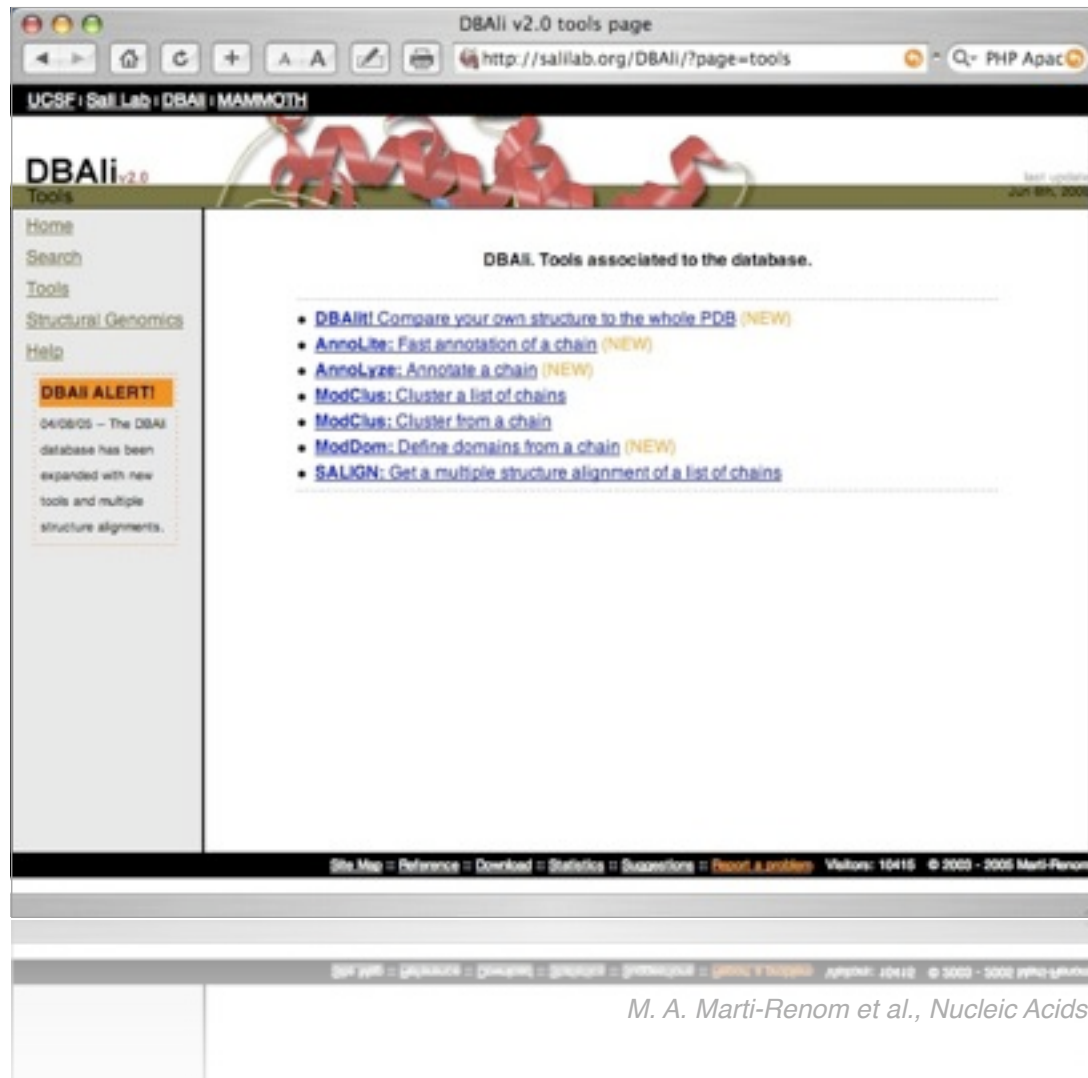 DBAli v2.0 tools page
A A
http://salilab.org/DBAli/?page=tools
PHP Apac
UCSF | Sali Lab | DBAli | MAMMOTH
DBAli v2.0
Tools
last update
Jun 8th, 200
Home
Search
Tools
Structural Genomics
Help
DBAli ALERT!
04/08/05 – The DBAli
database has been
expanded with new
tools and multiple
structure alignments.
DBAli. Tools associated to the database.
• DBAlit! Compare your own structure to the whole PDB (NEW)
• AnnoLite: Fast annotation of a chain (NEW)
• AnnoLyze: Annotate a chain (NEW)
• ModClus: Cluster a list of chains
• ModClus: Cluster from a chain
• ModDom: Define domains from a chain (NEW)
• SALIGN: Get a multiple structure alignment of a list of chains
Site Map :: Reference :: Download :: Statistics :: Suggestions :: Report a problem Visitors: 10415 © 2003 - 2005 Marti-Renom
M. A. Marti-Renom et al., Nucleic Acids